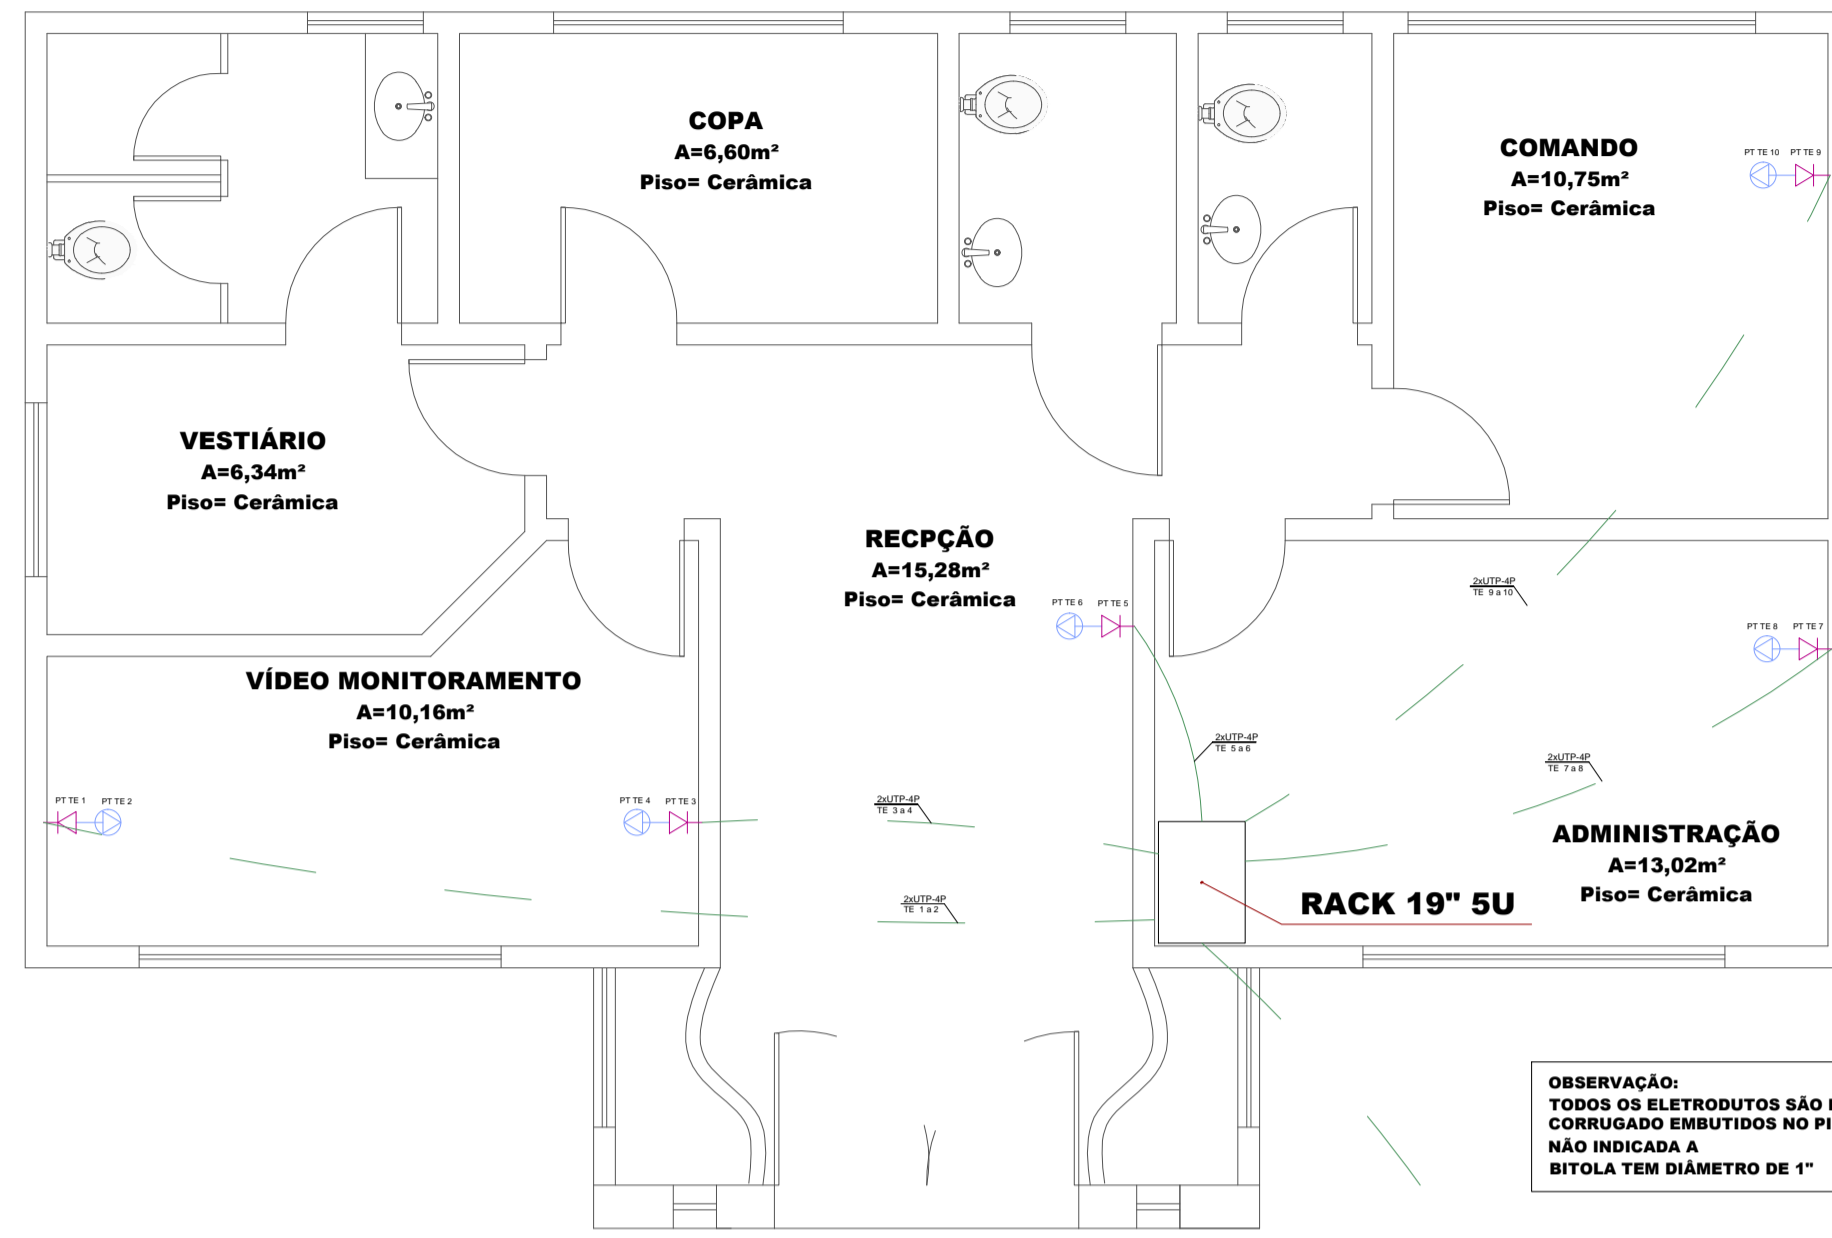 COPA
A=6,60m²
Piso= Cerâmica
COMANDO
A=10,75m²
Piso= Cerâmica
PT TE 10
PT TE 9
VESTIÁRIO
A=6,34m²
Piso= Cerâmica
RECPÇÃO
A=15,28m²
Piso= Cerâmica
PT TE 6
PT TE 5
2xUTP-4P
TE 9 a 10
PT TE 8
PT TE 7
VÍDEO MONITORAMENTO
A=10,16m²
Piso= Cerâmica
2xUTP-4P
TE 5 a 6
2xUTP-4P
TE 7 a 8
PT TE 1
PT TE 2
PT TE 4
PT TE 3
2xUTP-4P
TE 3 a 4
ADMINISTRAÇÃO
A=13,02m²
Piso= Cerâmica
2xUTP-4P
TE 1 a 2
RACK 19" 5U
OBSERVAÇÃO:
TODOS OS ELETRODUTOS SÃO
CORRUGADO EMBUTIDOS NO
NÃO INDICADA A
BITOLA TEM DIÂMETRO DE 1"